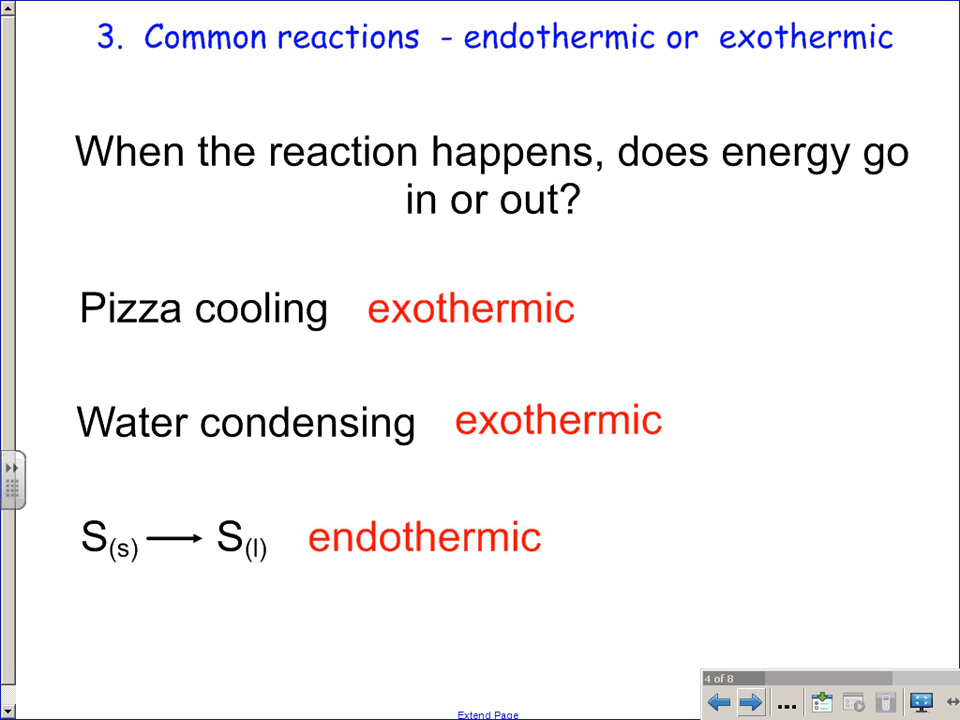 3. Common reactions - endothermic or exothermic
When the reaction happens, does energy go
in or out?
Pizza cooling exothermic
Water condensing exothermic
S(s) ⟶ S(l) endothermic
4 of 8
Extend Page